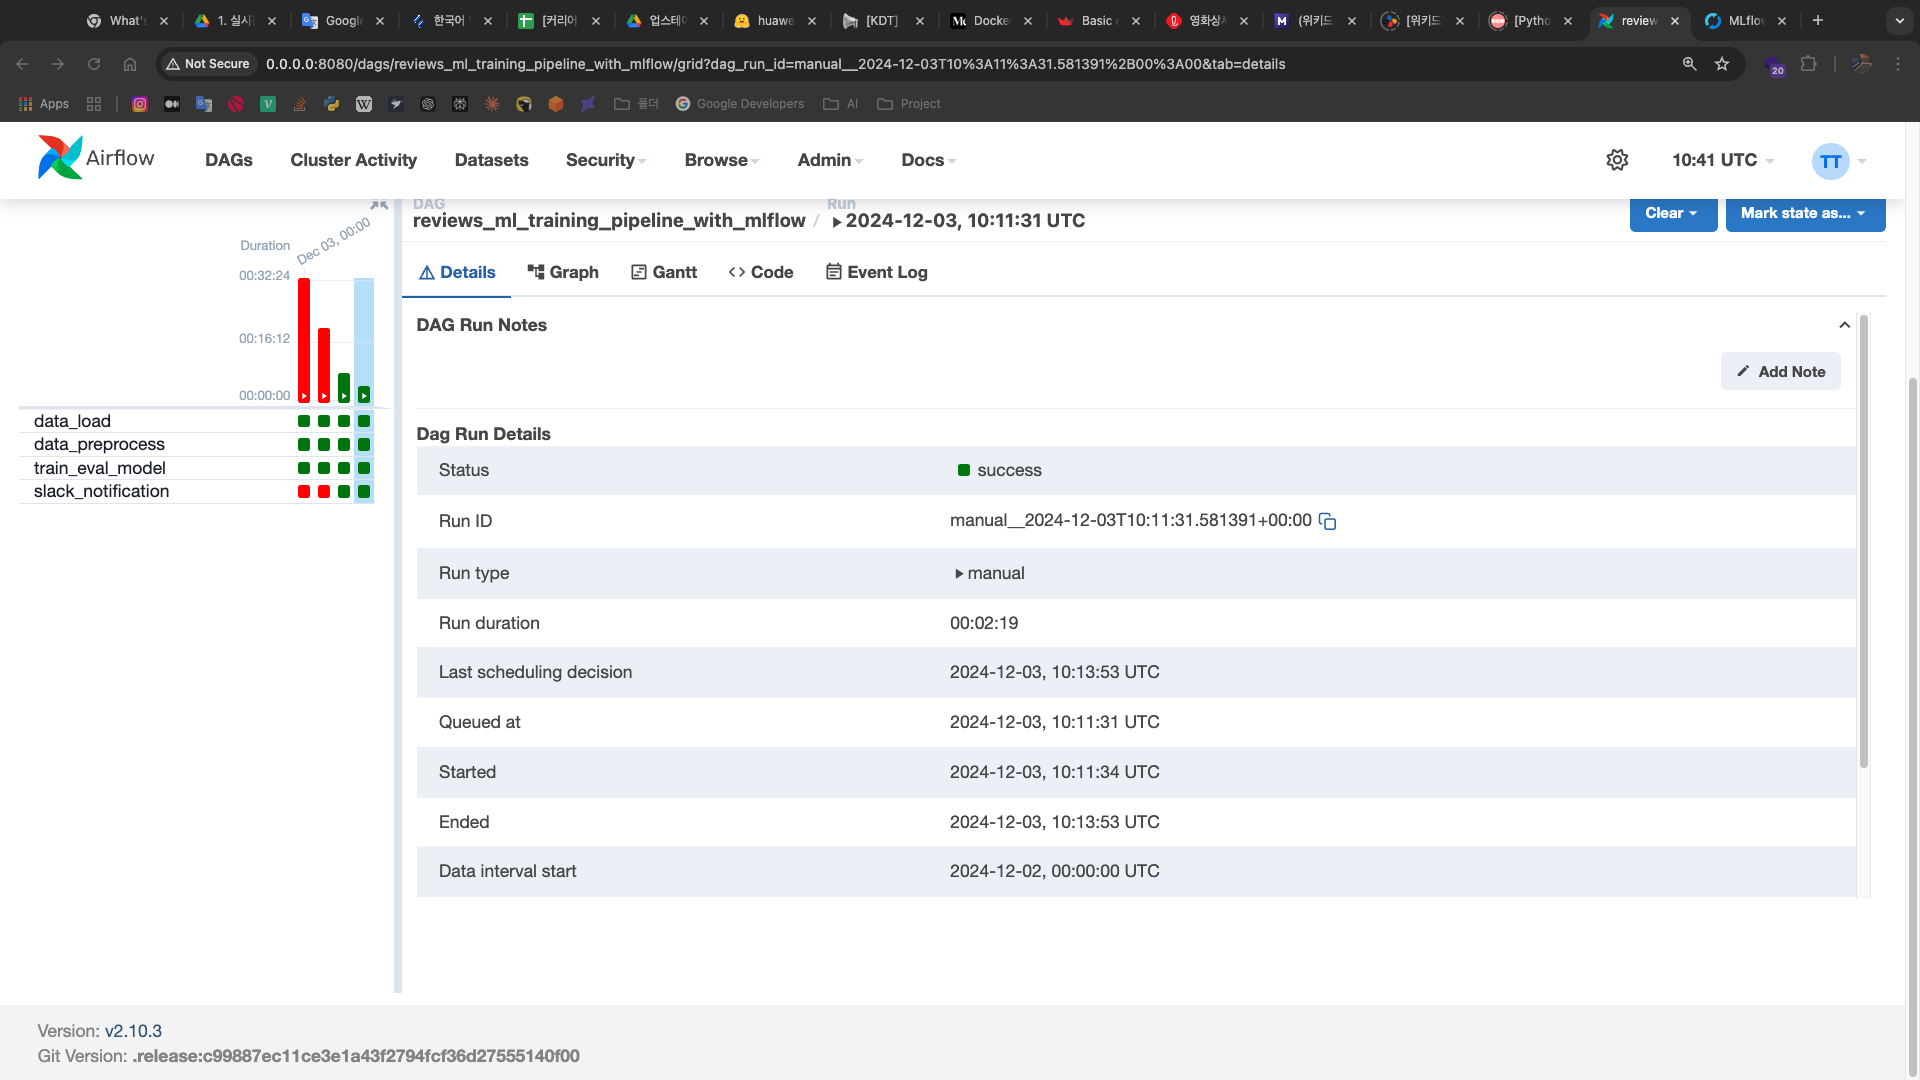 What's
1. 실시
Google
한국어
[커리어
업스테이
huawe
[KDT]
Docke
Basic
영화상
(위키드
[위키드
[Pytho
review
MLflow
Not Secure
0.0.0.0:8080/dags/reviews_ml_training_pipeline_with_mlflow/grid?dag_run_id=manual__2024-12-03T10%3A11%3A31.581391%2B00%3A00&tab=details
20
Apps
폴더
Google Developers
AI
Project
Airflow
DAGs
Cluster Activity
Datasets
Security
Browse
Admin
Docs
10:41 UTC
TT
DAG
reviews_ml_training_pipeline_with_mlflow
/
Run
2024-12-03, 10:11:31 UTC
Clear
Mark state as...
Dec 03, 00:00
Duration
00:32:24
00:16:12
00:00:00
data_load
data_preprocess
train_eval_model
slack_notification
Details
Graph
Gantt
Code
Event Log
DAG Run Notes
Add Note
Dag Run Details
Status success
Run ID manual__2024-12-03T10:11:31.581391+00:00
Run type manual
Run duration 00:02:19
Last scheduling decision 2024-12-03, 10:13:53 UTC
Queued at 2024-12-03, 10:11:31 UTC
Started 2024-12-03, 10:11:34 UTC
Ended 2024-12-03, 10:13:53 UTC
Data interval start 2024-12-02, 00:00:00 UTC
Version: v2.10.3
Git Version: .release:c99887ec11ce3e1a43f2794fcf36d27555140f00